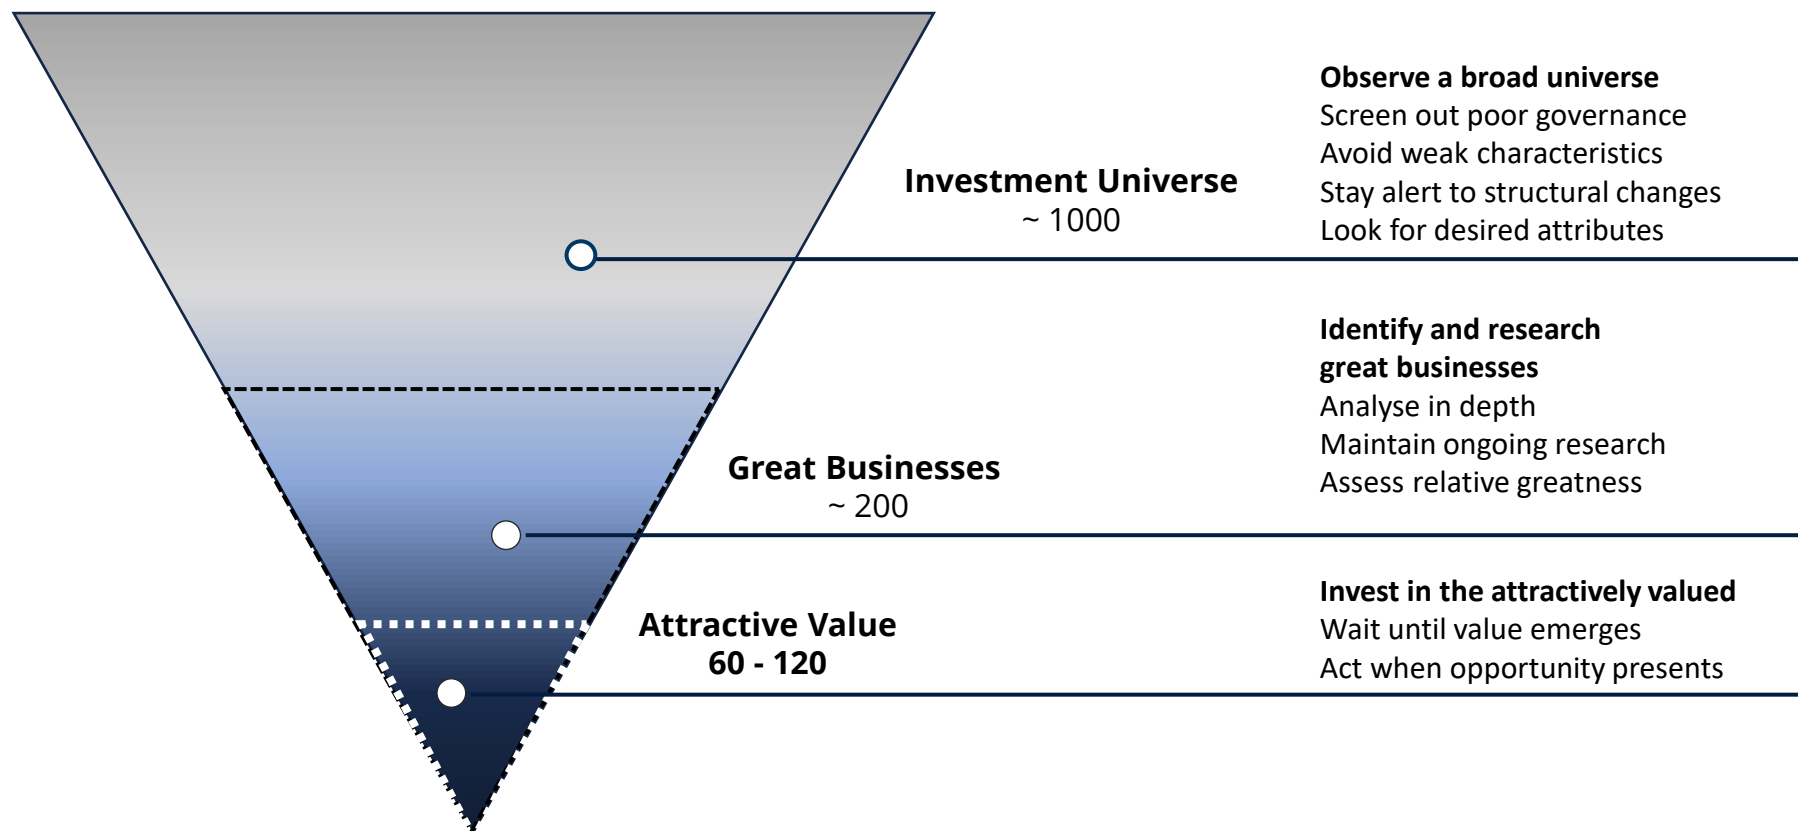 Investment Universe
~ 1000
Observe a broad universe
Screen out poor governance
Avoid weak characteristics
Stay alert to structural changes
Look for desired attributes
Great Businesses
~ 200
Identify and research
great businesses
Analyse in depth
Maintain ongoing research
Assess relative greatness
Attractive Value
60 - 120
Invest in the attractively valued
Wait until value emerges
Act when opportunity presents